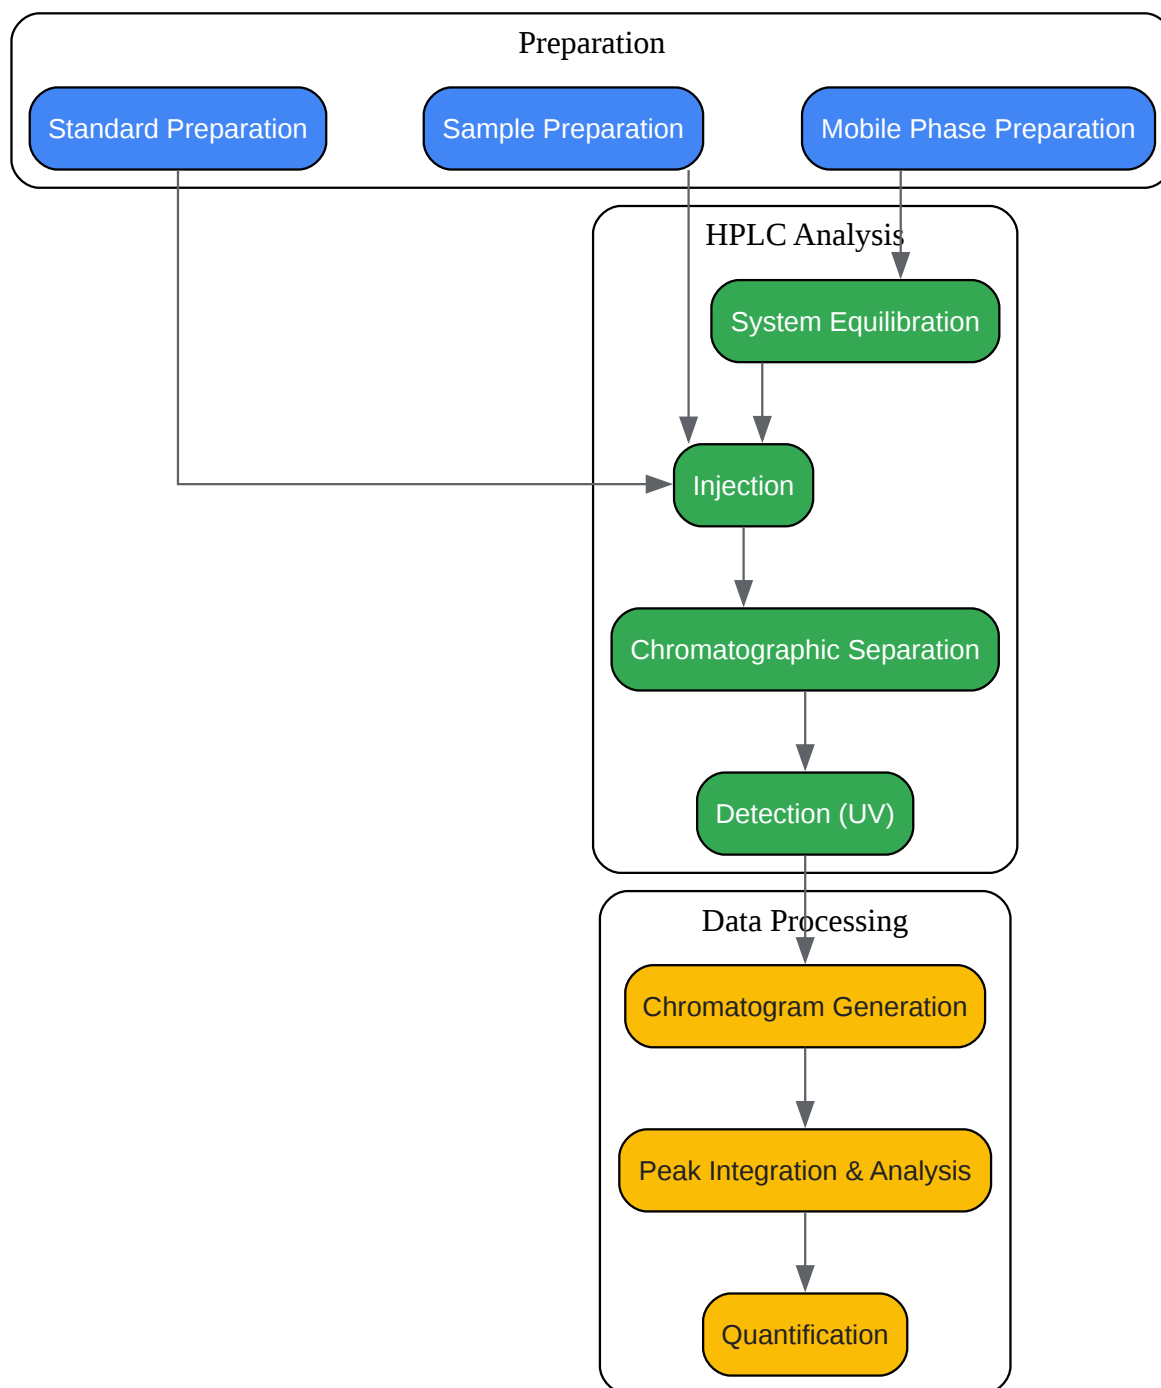 Preparation
Standard Preparation
Sample Preparation
Mobile Phase Preparation
HPLC Analysis
System Equilibration
Injection
Chromatographic Separation
Detection (UV)
Data Processing
Chromatogram Generation
Peak Integration & Analysis
Quantification